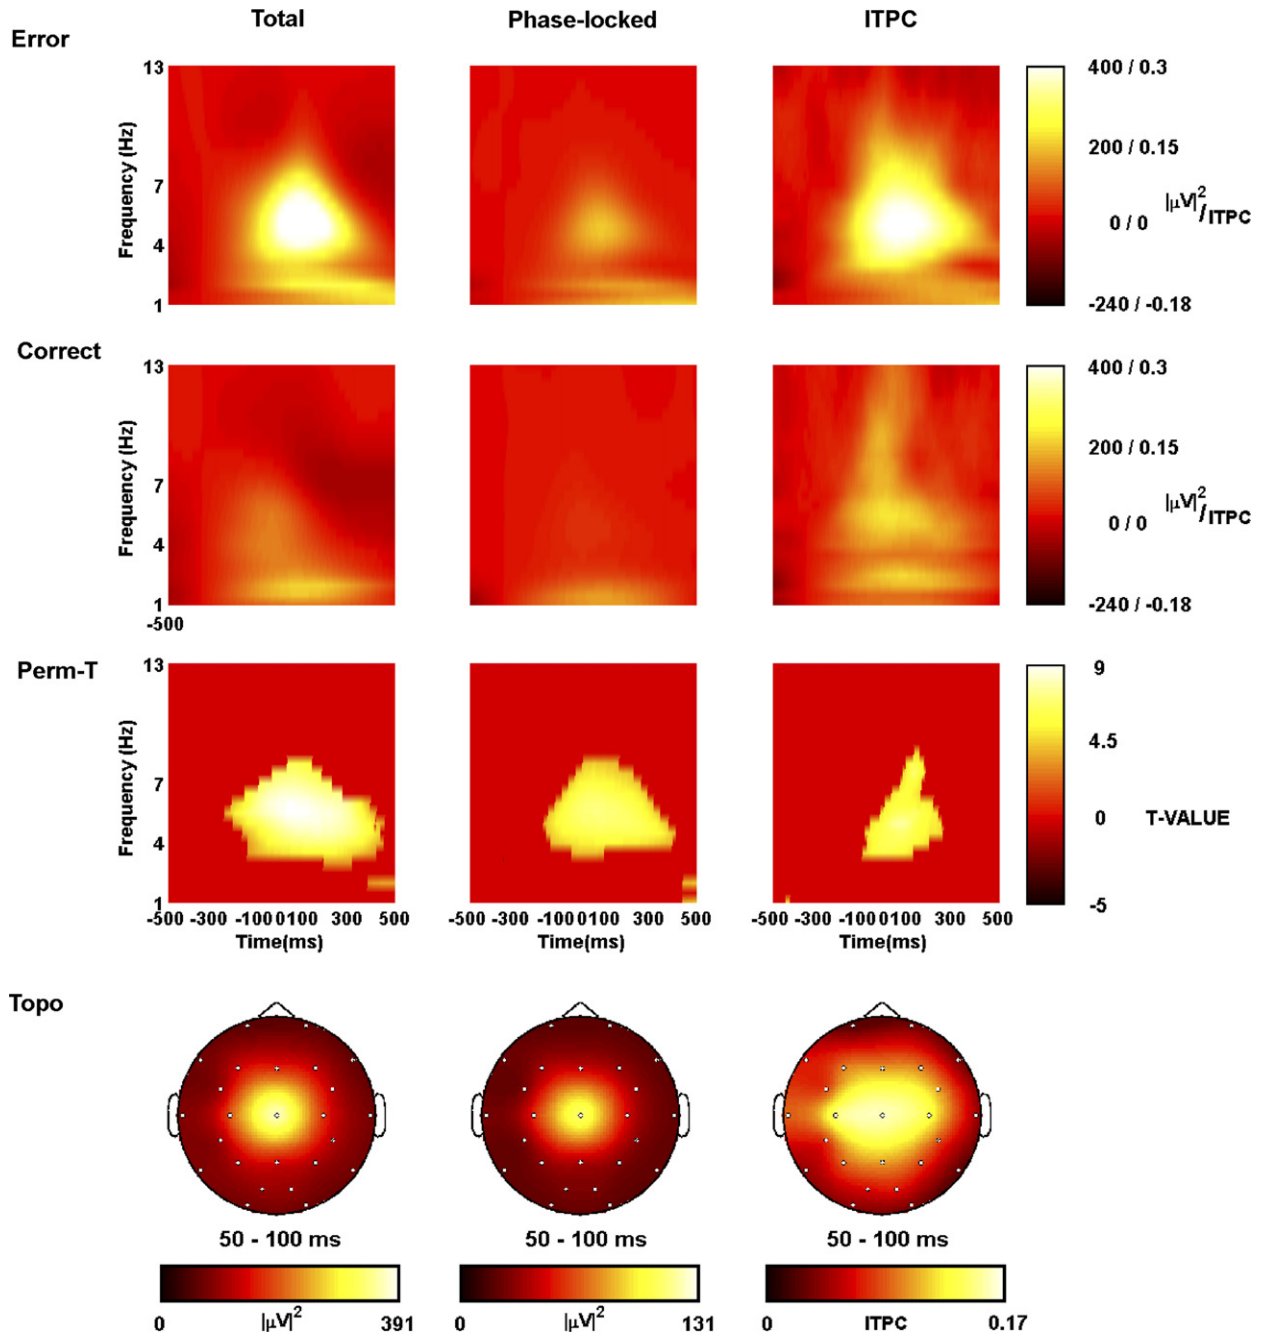 Total Phase-locked ITPC
Error
13
7
4
1
Frequency (Hz)
400 / 0.3
200 / 0.15
0 / 0
-240 / -0.18
|μV|²/ITPC
Correct
13
7
4
1
-500
Frequency (Hz)
400 / 0.3
200 / 0.15
0 / 0
-240 / -0.18
|μV|²/ITPC
Perm-T
13
7
4
1
Frequency (Hz)
9
4.5
0
-5
T-VALUE
-500 -300 -100 0 100 300 500 -500 -300 -100 0 100 300 500 -500 -300 -100 0 100 300 500
Time(ms) Time(ms) Time(ms)
Topo
50 - 100 ms 50 - 100 ms 50 - 100 ms
0 |μV|² 391 0 |μV|² 131 0 ITPC 0.17